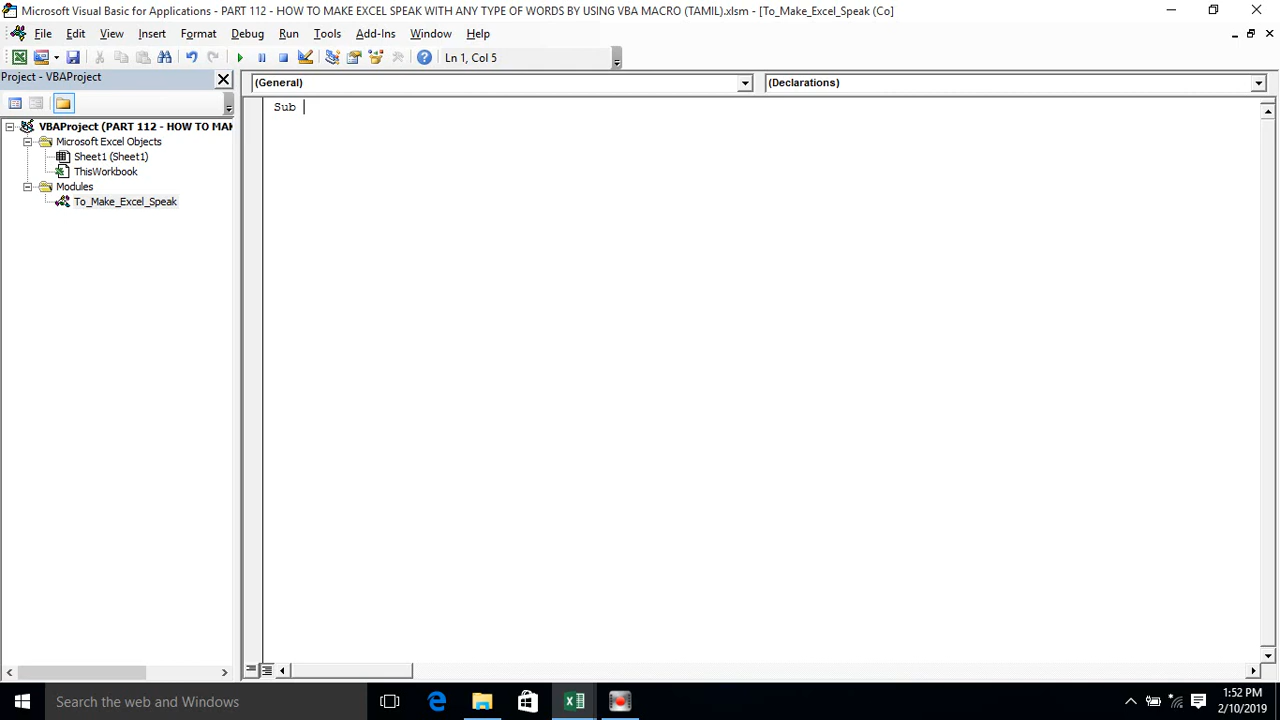 Microsoft Visual Basic for Applications - PART 112 - HOW TO MAKE EXCEL SPEAK WITH ANY TYPE OF WORDS BY USING VBA MACRO (TAMIL).xlsm - [To_Make_Excel_Speak (Co]
File Edit View Insert Format Debug Run Tools Add-Ins Window Help
Ln 1, Col 5
Project - VBAProject
(General) (Declarations)
Sub
VBAProject (PART 112 - HOW TO MAK
Microsoft Excel Objects
Sheet1 (Sheet1)
ThisWorkbook
Modules
To_Make_Excel_Speak
Search the web and Windows
1:52 PM
2/10/2019